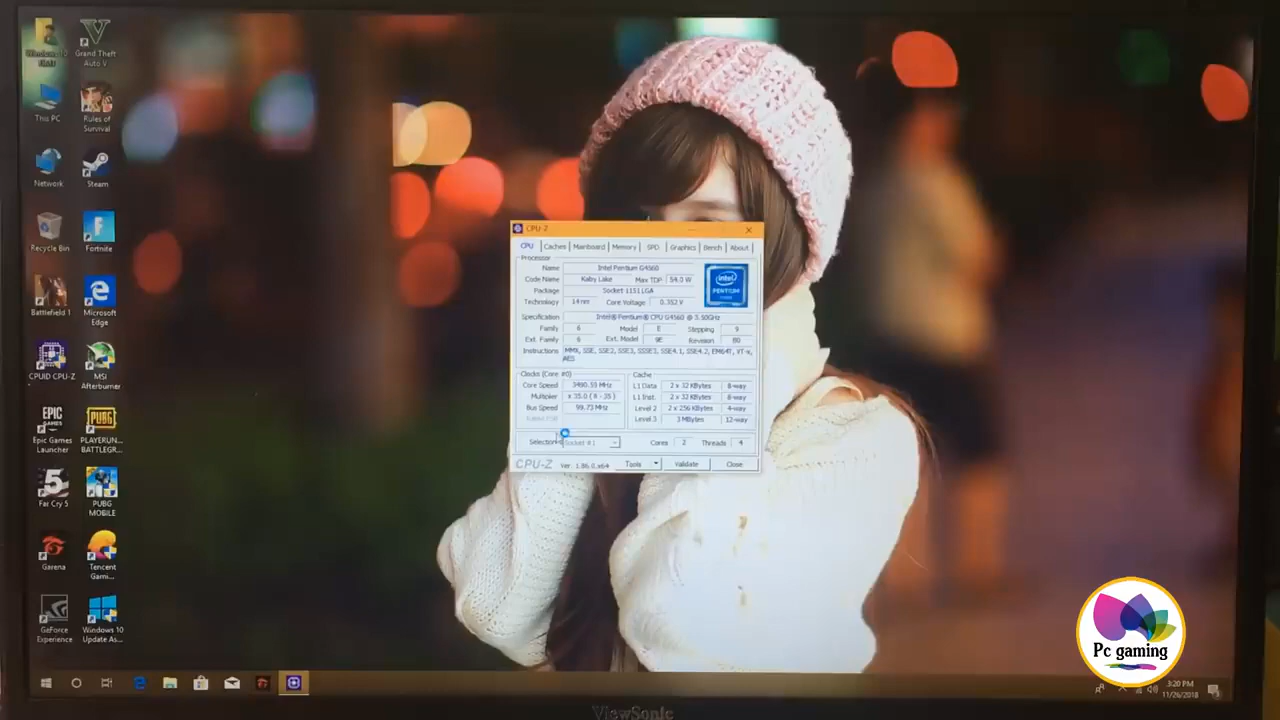 Grand Theft
Auto V
This PC
Rules of
Survival
Network
Steam
Recycle Bin
Fortnite
Battlefield 1
Microsoft
Edge
CPUID CPU-Z
MSI
Afterburner
EPIC
GAMES
Epic Games
Launcher
PUBG
PLAYERUN...
BATTLEGR...
5
Far Cry 5
PUBG
MOBILE
Garena
Tencent
Gami...
GeForce
Experience
Windows 10
Update As...
CPU-Z
CPU Caches Mainboard Memory SPD Graphics Bench About
Processor
Name Intel Pentium G4560
Code Name Kaby Lake Max TDP 54.0 W
Package Socket 1151 LGA
Technology 14 nm Core Voltage 0.352 V
intel
PENTIUM
Specification Intel® Pentium® CPU G4560 @ 3.50GHz
Family 6 Model E Stepping 9
Ext. Family 6 Ext. Model 9E Revision B0
Instructions MMX, SSE, SSE2, SSE3, SSSE3, SSE4.1, SSE4.2, EM64T, VT-x,
AES
Clocks (Core #0)
Core Speed MHz
Multiplier x 35.0 ( 8 - 35 )
Bus Speed 99.73 MHz
Cache
L1 Data 2 x 32 KBytes 8-way
L1 Inst. 2 x 32 KBytes 8-way
Level 2 2 x 256 KBytes 4-way
Level 3 3 MBytes 12-way
Selection Socket #1 Cores 2 Threads 4
CPU-Z Ver. 1.86.0.x64 Tools Validate Close
Pc gaming
3:20 PM
11/26/2018
ViewSonic